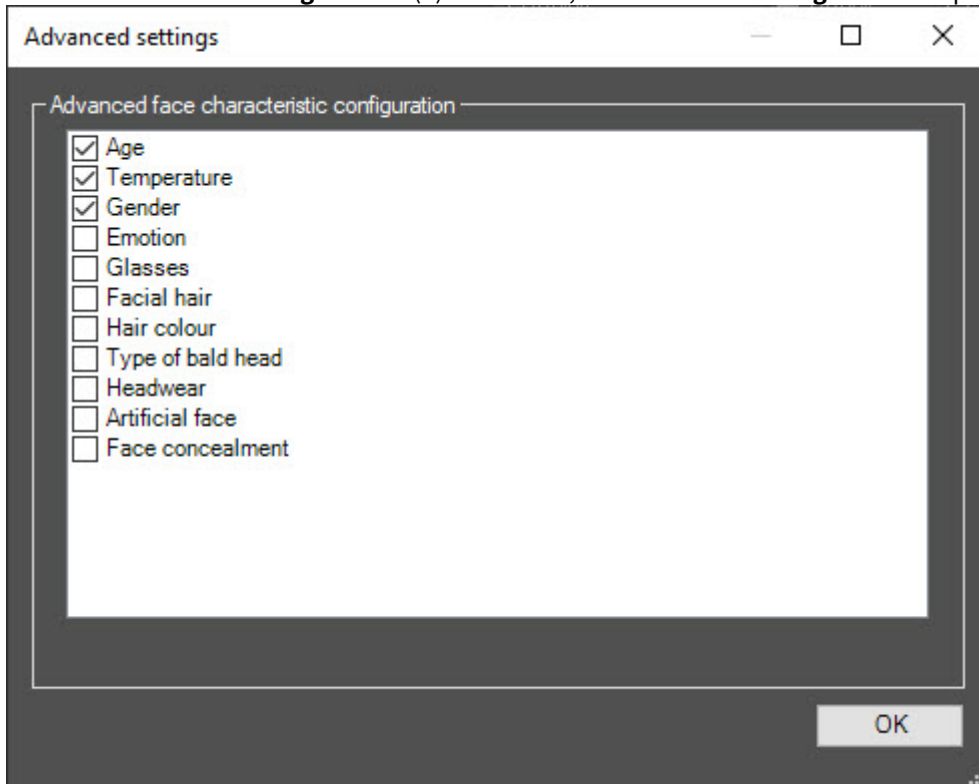 Advanced settings
Advanced face characteristic configuration
Age
Temperature
Gender
Emotion
Glasses
Facial hair
Hair colour
Type of bald head
Headwear
Artificial face
Face concealment
OK